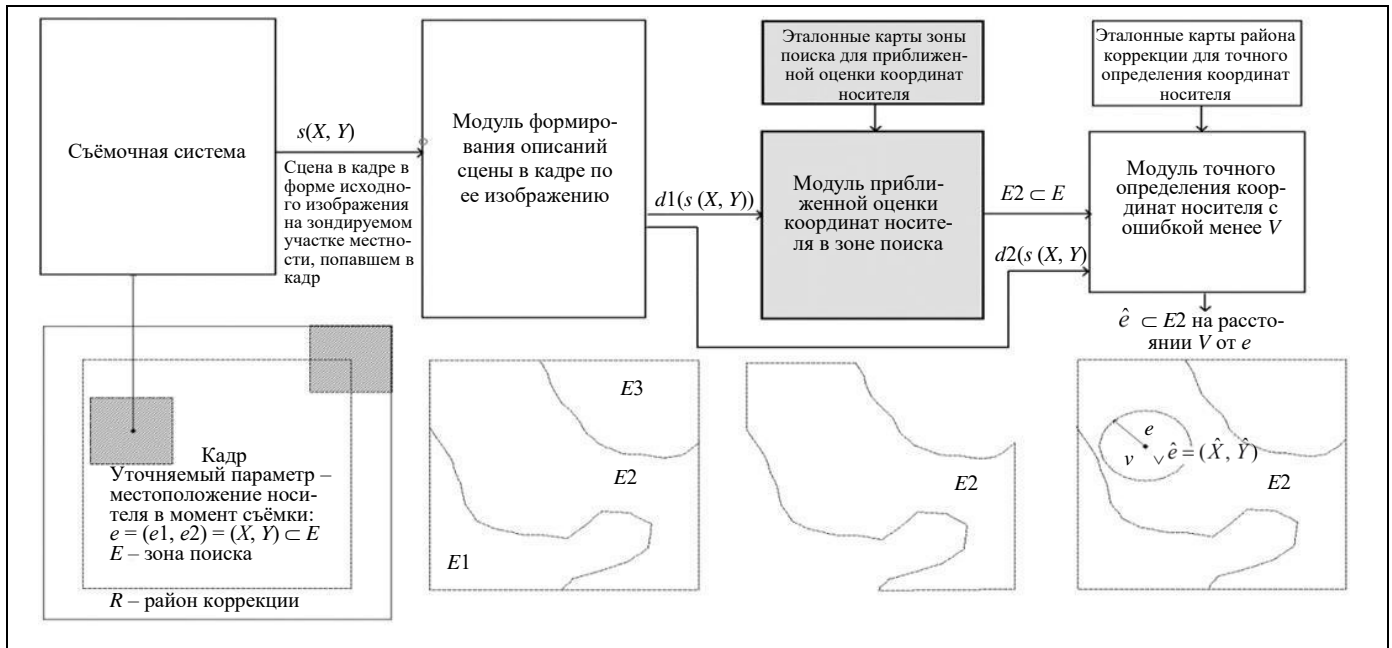 Съёмочная система
s(X, Y)
Сцена в кадре в
форме исходно-
го изображения
на зондируемом
участке местно-
сти, попавшем в
кадр
Модуль формиро-
вания описаний
сцены в кадре по
ее изображению
d1(s (X, Y))
Эталонные карты зоны
поиска для приближен-
ной оценки координат
носителя
Модуль прибли-
женной оценки
координат носите-
ля в зоне поиска
E2 ⊂ E
d2(s (X, Y)
Эталонные карты района
коррекции для точного
определения координат
носителя
Модуль точного
определения коор-
динат носителя с
ошибкой менее V
ê ⊂ E2 на рассто-
янии V от e
Кадр
Уточняемый параметр –
местоположение носи-
теля в момент съёмки:
e = (e1, e2) = (X, Y) ⊂ E
E – зона поиска
R – район коррекции
E3
E2
E1
E2
e
v
ê = (X̂, Ŷ)
E2